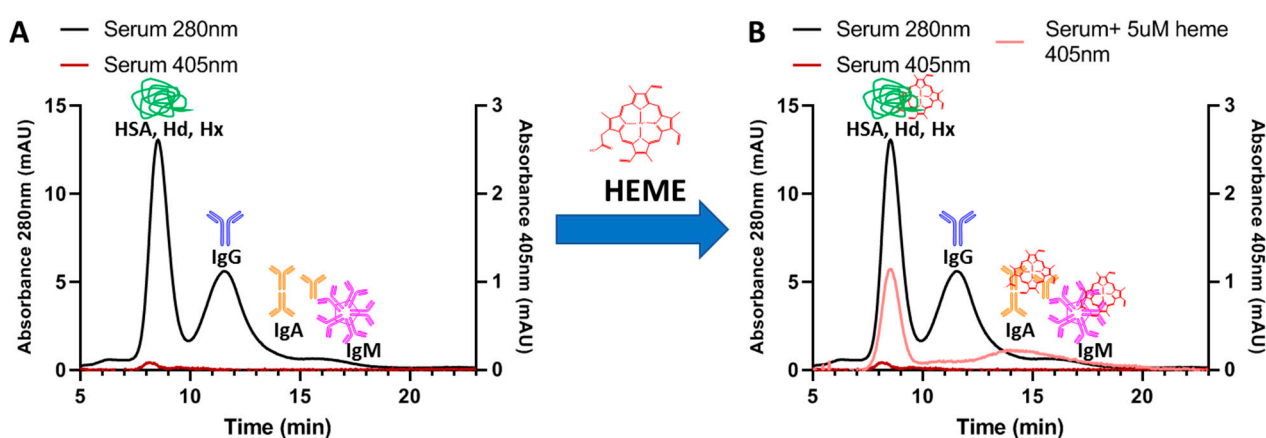 A
Serum 280nm
Serum 405nm
15
10
5
0
Absorbance 280nm (mAU)
HSA, Hd, Hx
IgG
IgA
IgM
3
2
1
0
Absorbance 405nm (mAU)
5
10
15
20
Time (min)
HEME
B
Serum 280nm
Serum 405nm
Serum+ 5uM heme
405nm
15
10
5
0
Absorbance 280nm (mAU)
HSA, Hd, Hx
IgG
IgA
IgM
3
2
1
0
Absorbance 405nm (mAU)
5
10
15
20
Time (min)